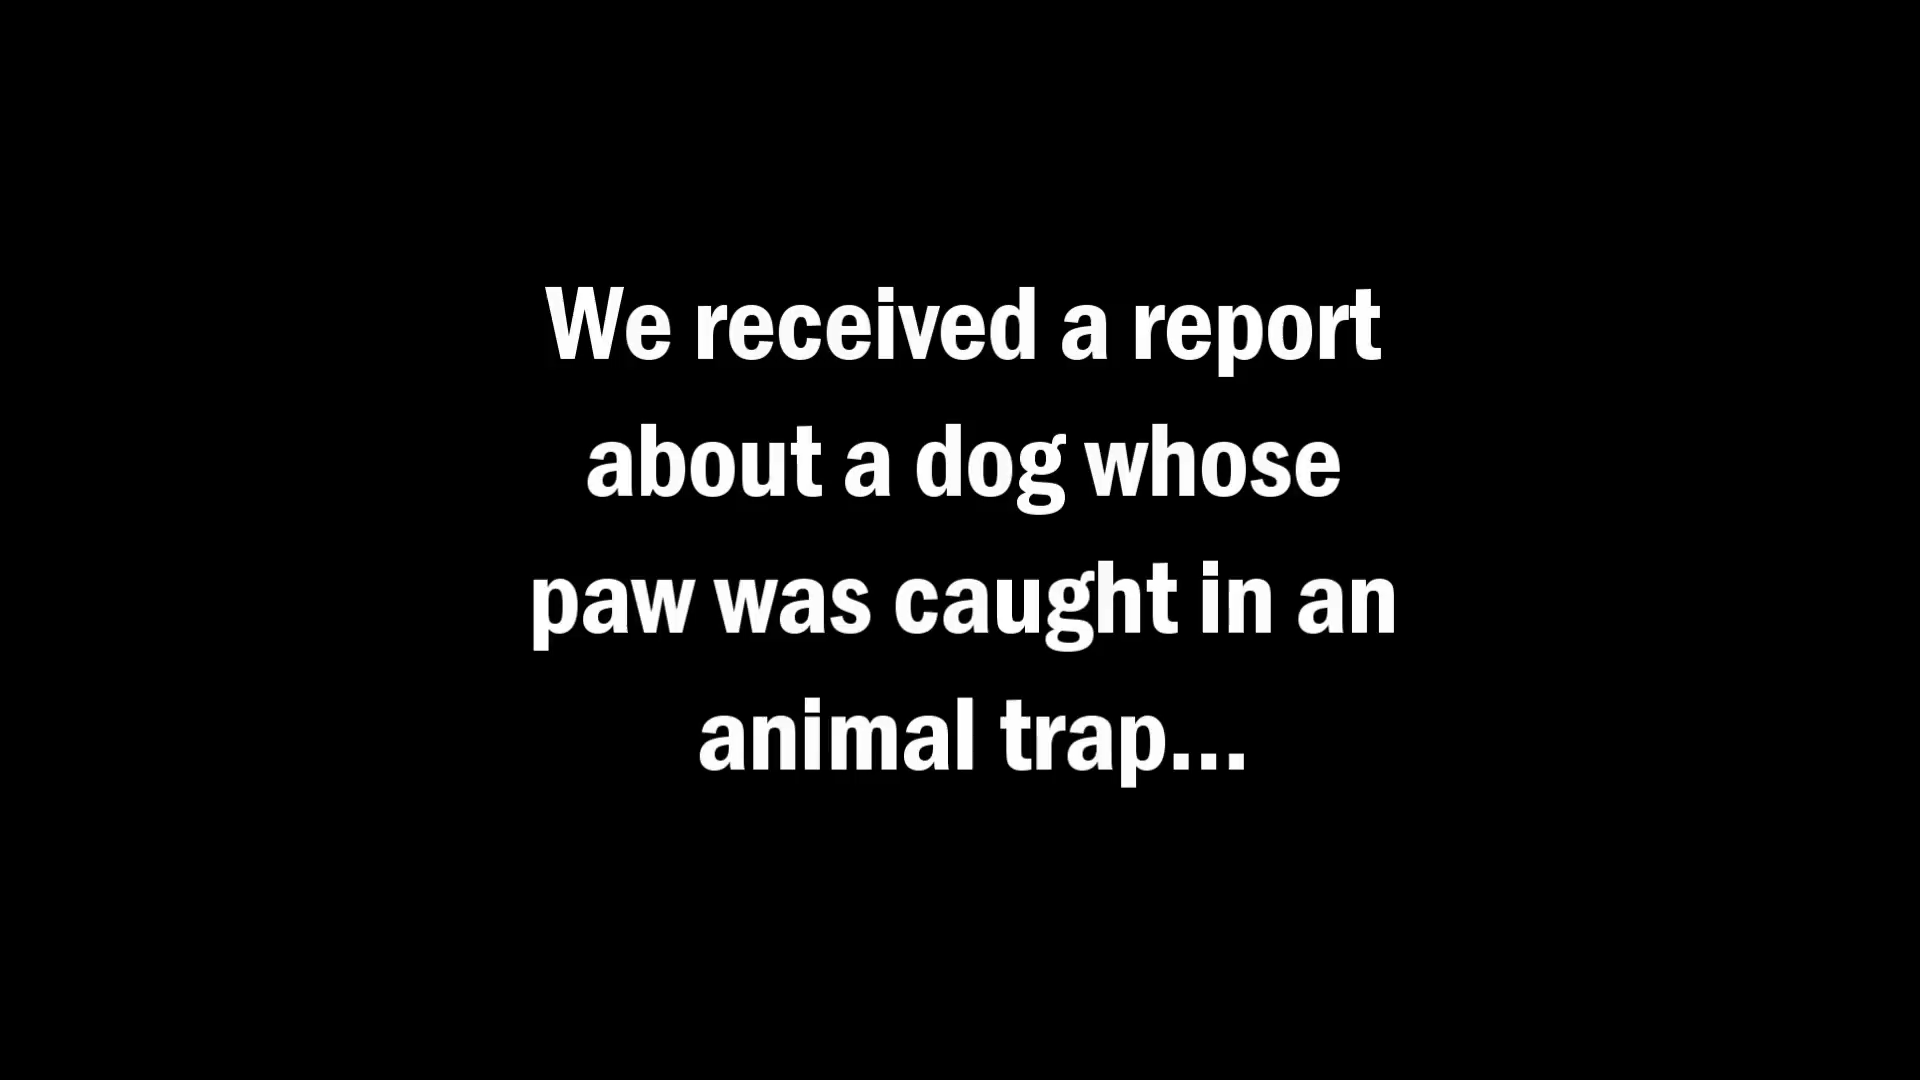 We received a report
about a dog whose
paw was caught in an
animal trap...